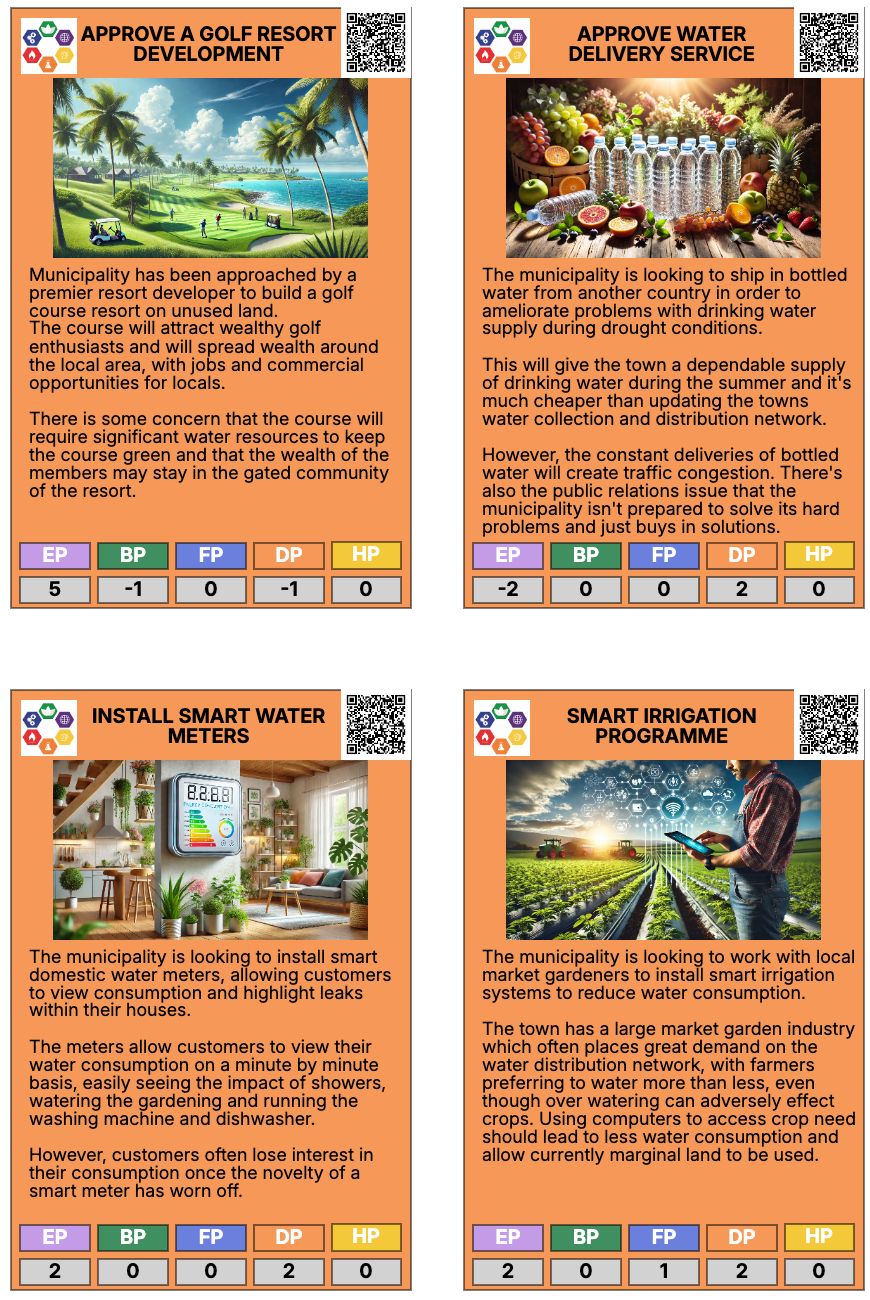 APPROVE A GOLF RESORT
DEVELOPMENT
Municipality has been approached by a
premier resort developer to build a golf
course resort on unused land.
The course will attract wealthy golf
enthusiasts and will spread wealth around
the local area, with jobs and commercial
opportunities for locals.
There is some concern that the course will
require significant water resources to keep
the course green and that the wealth of the
members may stay in the gated community
of the resort.
EP BP FP DP HP
5 -1 0 -1 0
APPROVE WATER
DELIVERY SERVICE
The municipality is looking to ship in bottled
water from another country in order to
ameliorate problems with drinking water
supply during drought conditions.
This will give the town a dependable supply
of drinking water during the summer and it's
much cheaper than updating the towns
water collection and distribution network.
However, the constant deliveries of bottled
water will create traffic congestion. There's
also the public relations issue that the
municipality isn't prepared to solve its hard
problems and just buys in solutions.
EP BP FP DP HP
-2 0 0 2 0
INSTALL SMART WATER
METERS
The municipality is looking to install smart
domestic water meters, allowing customers
to view consumption and highlight leaks
within their houses.
The meters allow customers to view their
water consumption on a minute by minute
basis, easily seeing the impact of showers,
watering the gardening and running the
washing machine and dishwasher.
However, customers often lose interest in
their consumption once the novelty of a
smart meter has worn off.
EP BP FP DP HP
2 0 0 2 0
SMART IRRIGATION
PROGRAMME
The municipality is looking to work with local
market gardeners to install smart irrigation
systems to reduce water consumption.
The town has a large market garden industry
which often places great demand on the
water distribution network, with farmers
preferring to water more than less, even
though over watering can adversely effect
crops. Using computers to access crop need
should lead to less water consumption and
allow currently marginal land to be used.
EP BP FP DP HP
2 0 1 2 0